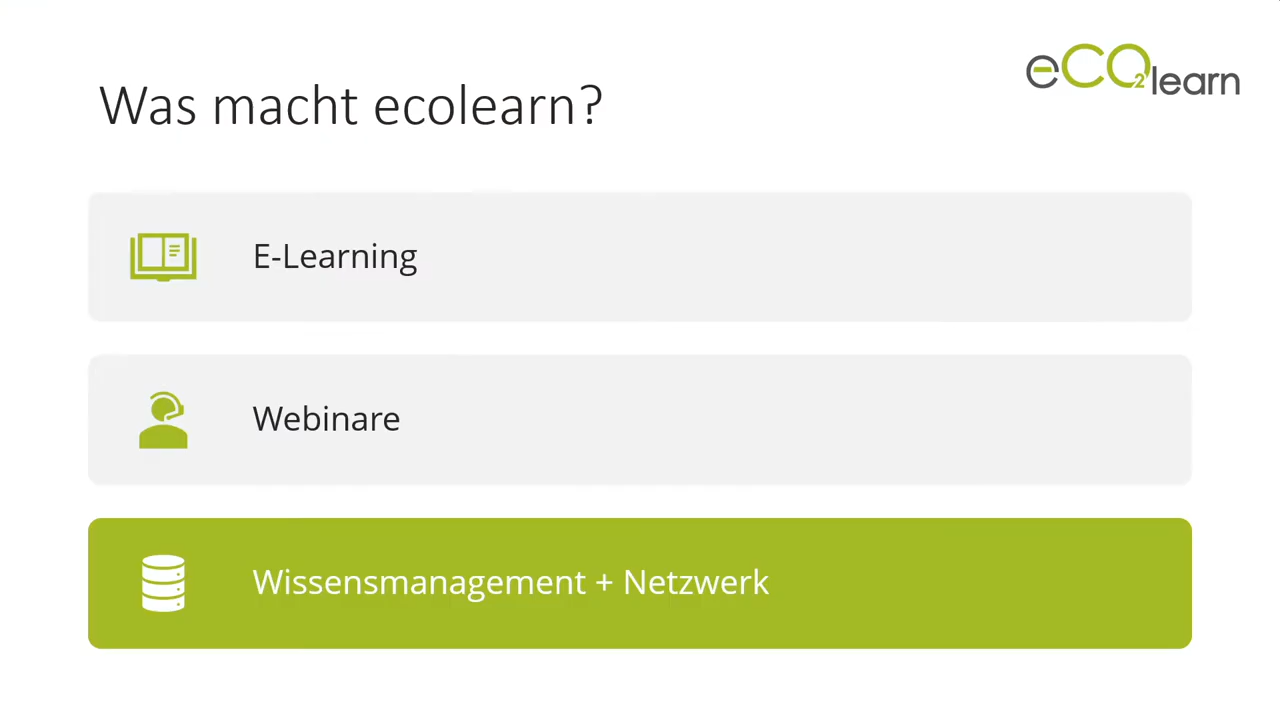 eCO2learn
Was macht ecolearn?
E-Learning
Webinare
Wissensmanagement + Netzwerk